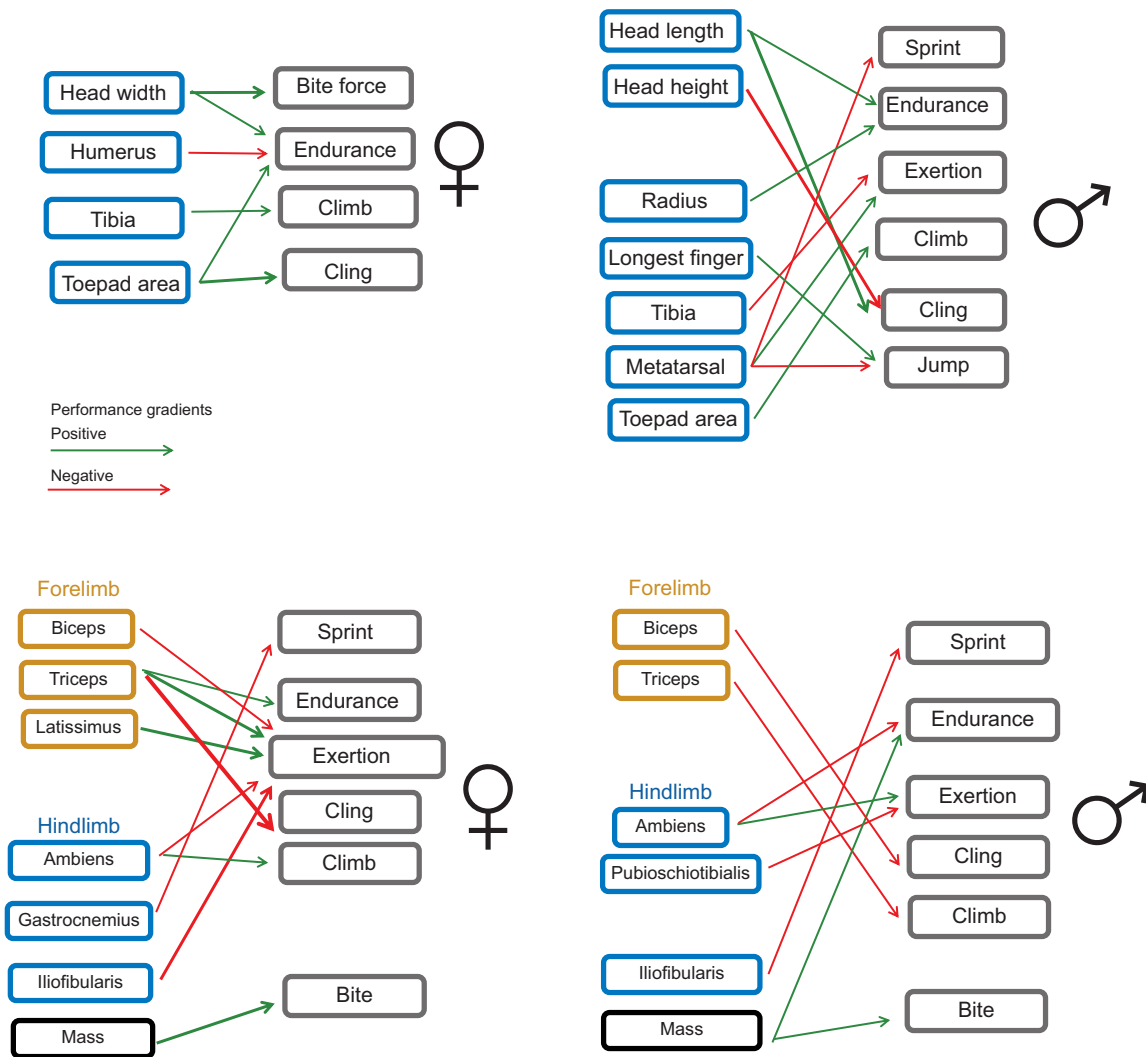 Head width
Humerus
Tibia
Toepad area
Bite force
Endurance
Climb
Cling
Performance gradients
Positive
Negative
Head length
Head height
Radius
Longest finger
Tibia
Metatarsal
Toepad area
Sprint
Endurance
Exertion
Climb
Cling
Jump
Forelimb
Biceps
Triceps
Latissimus
Hindlimb
Ambiens
Gastrocnemius
Iliofibularis
Mass
Sprint
Endurance
Exertion
Cling
Climb
Bite
Forelimb
Biceps
Triceps
Hindlimb
Ambiens
Pubioschiotibialis
Iliofibularis
Mass
Sprint
Endurance
Exertion
Cling
Climb
Bite